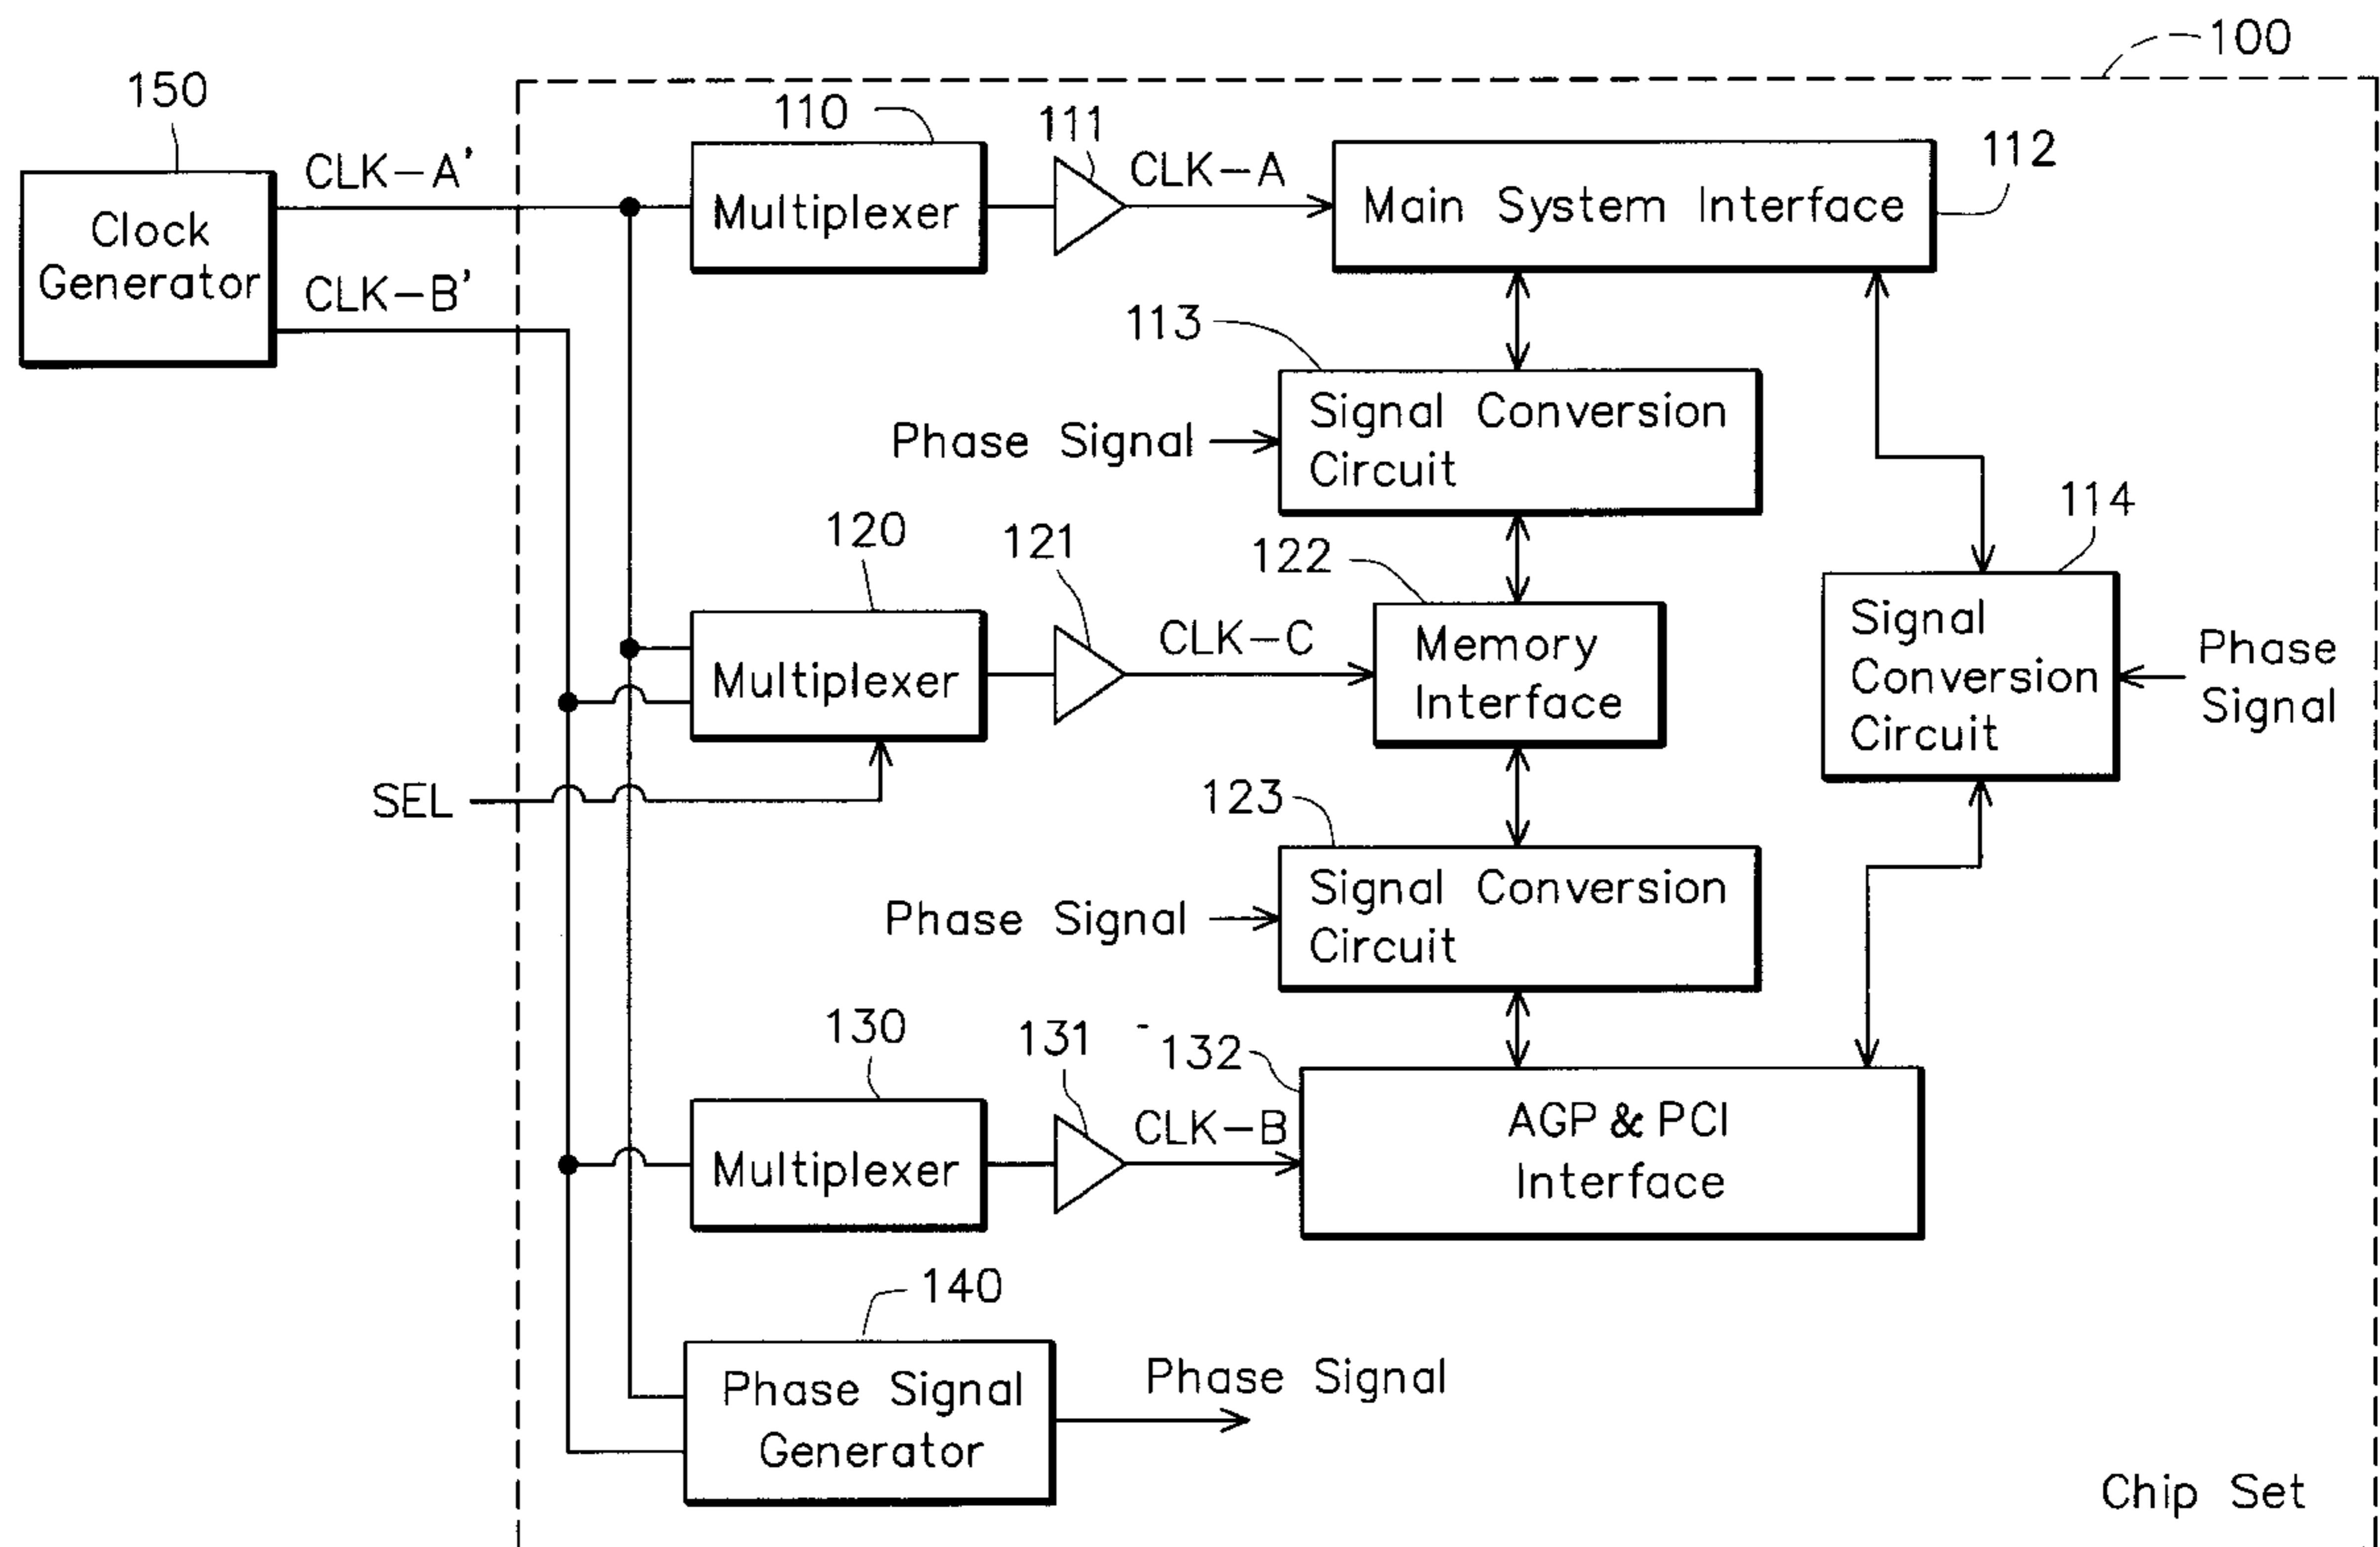 100
150
110
111
CLK-A'
CLK-A
112
Clock
Generator
Multiplexer
Main System Interface
CLK-B'
113
Signal Conversion
Circuit
Phase Signal
114
120
121
122
CLK-C
Multiplexer
Memory
Interface
Signal
Conversion
Circuit
Phase
Signal
SEL
123
Signal Conversion
Circuit
Phase Signal
130
131
132
CLK-B
Multiplexer
AGP & PCI
Interface
140
Phase Signal
Generator
Phase Signal
Chip Set